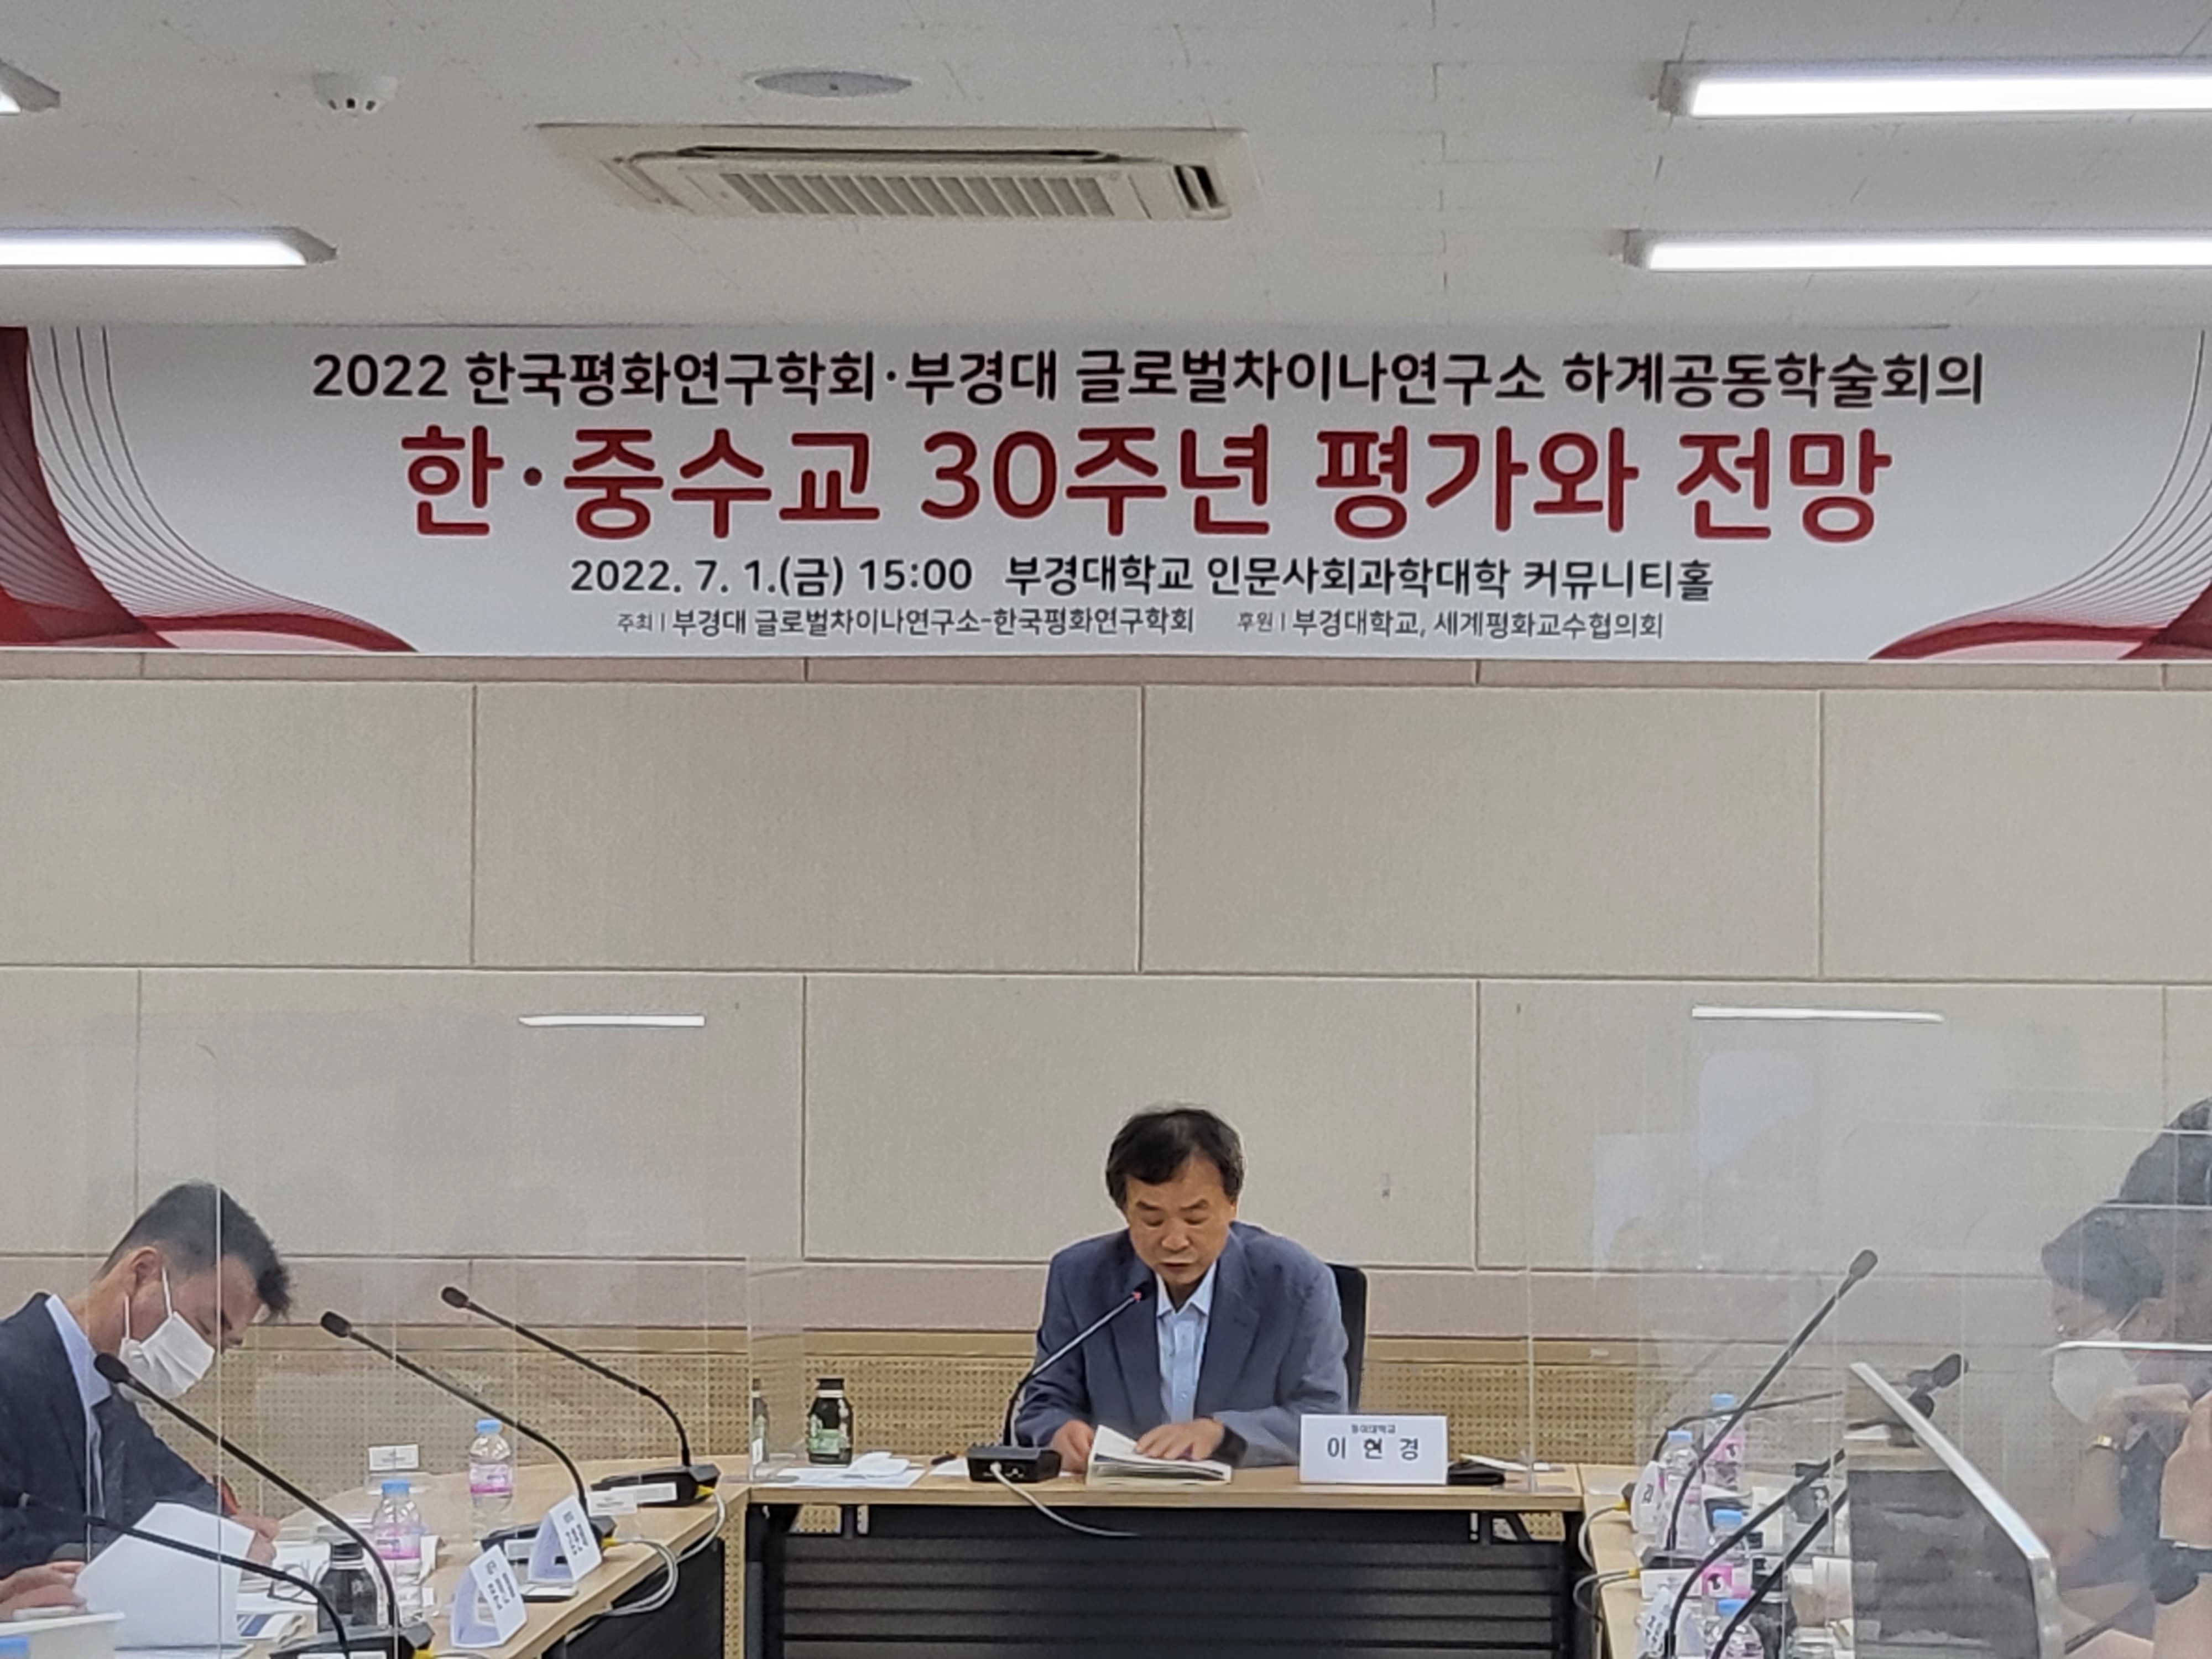 2022 한국평화연구학회·부경대 글로벌차이나연구소 하계공동학술회의
한·중수교 30주년 평가와 전망
2022. 7. 1.(금) 15:00 부경대학교 인문사회과학대학 커뮤니티홀
주최 | 부경대 글로벌차이나연구소-한국평화연구학회 후원 | 부경대학교, 세계평화교수협의회
동아대학교
이 현 경